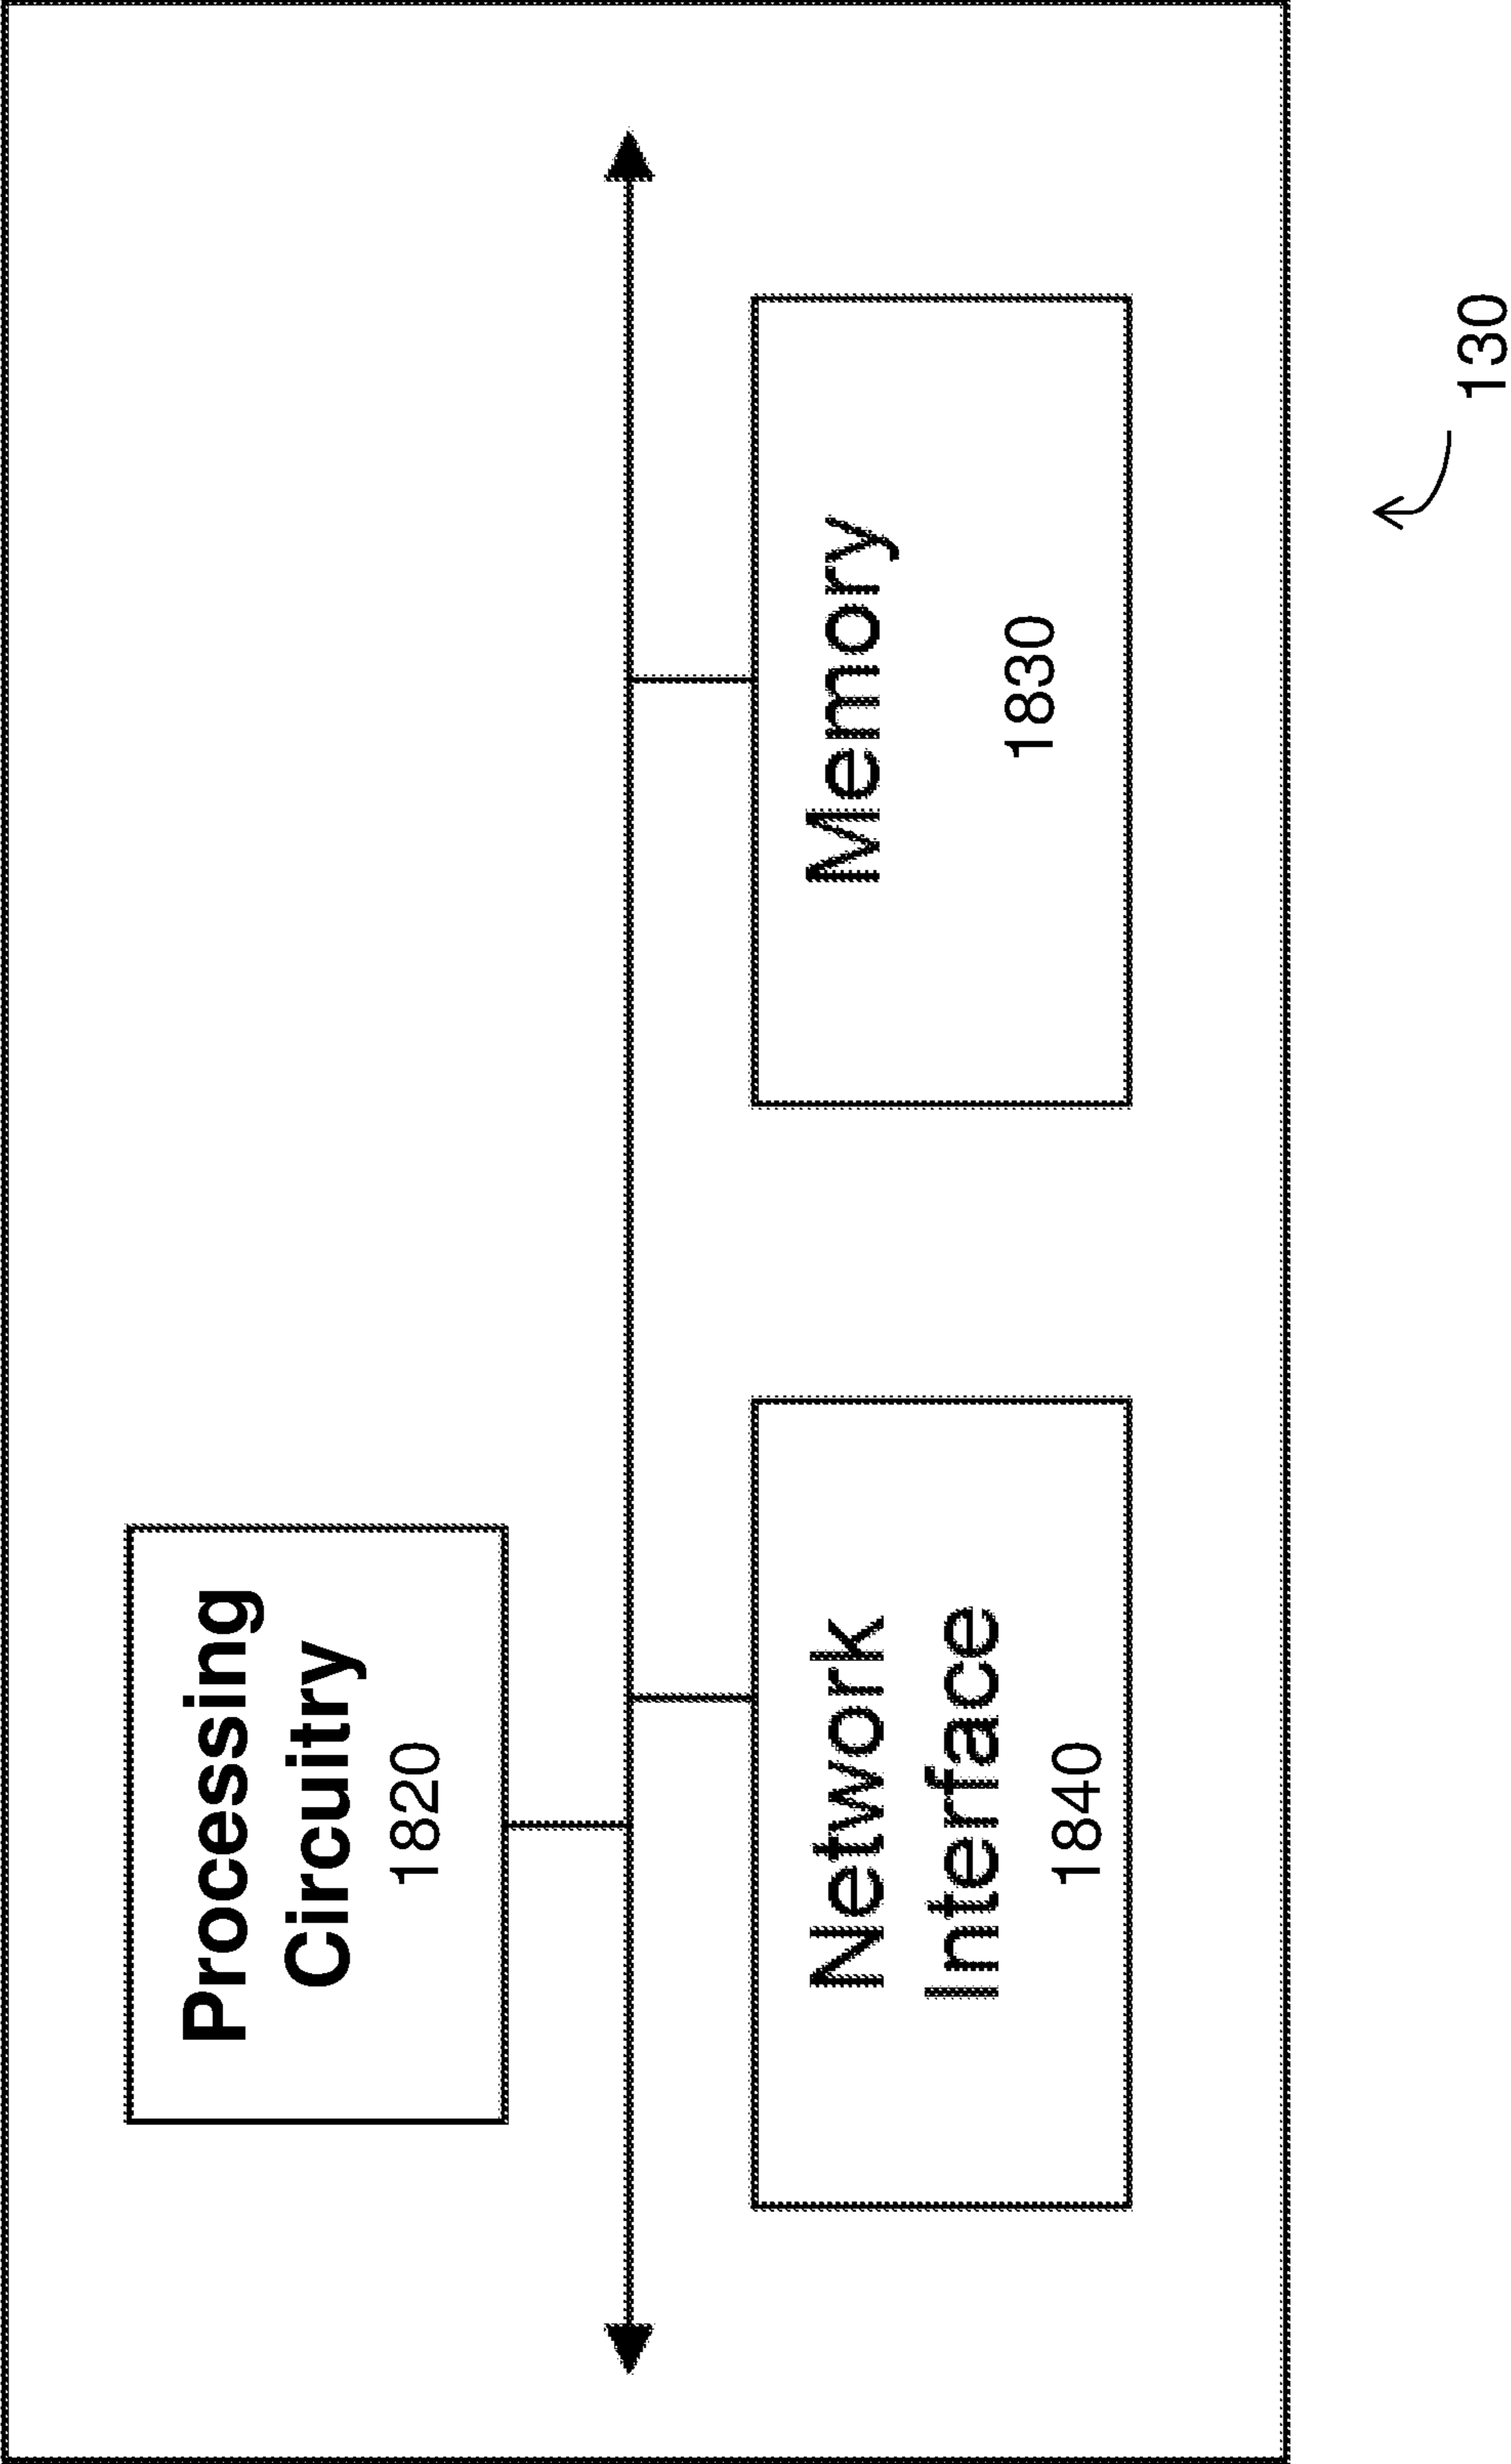 Processing
Circuitry
1820
Network
Interface
1840
Memory
1830
130